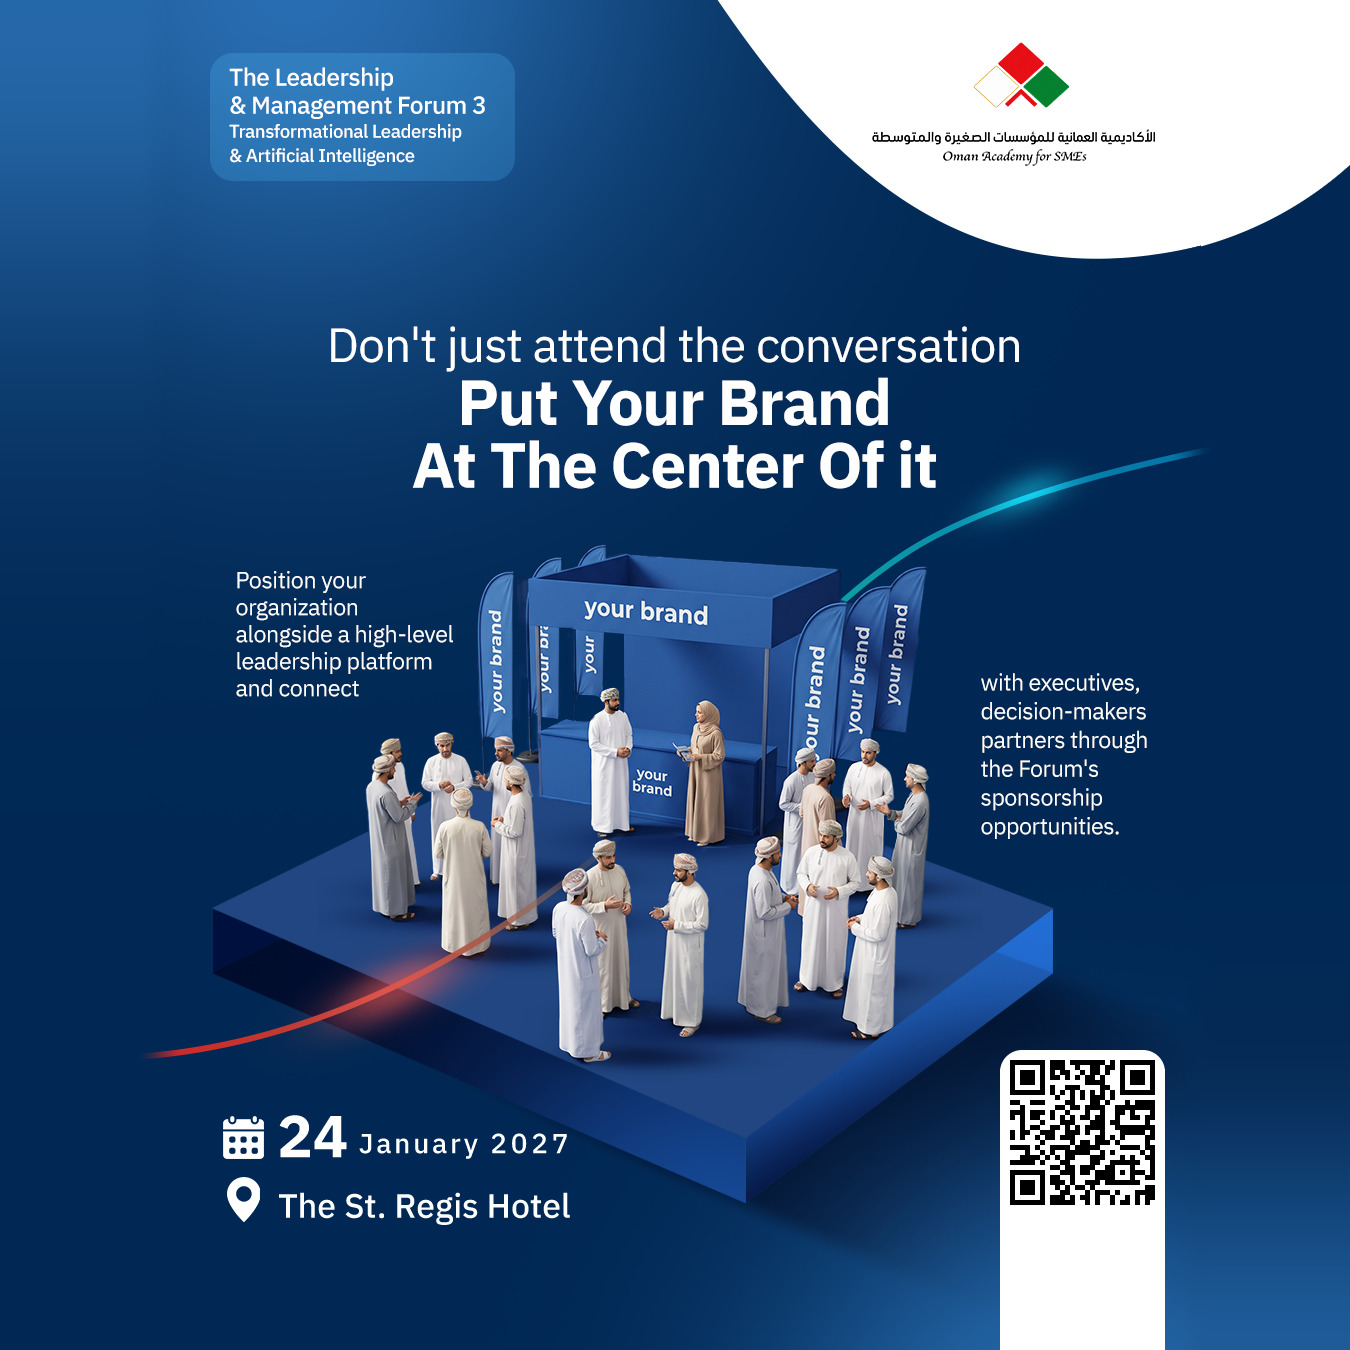 The Leadership
& Management Forum 3
Transformational Leadership
& Artificial Intelligence
الأكاديمية العمانية للمؤسسات الصغيرة والمتوسطة
Oman Academy for SMEs
Don't just attend the conversation
Put Your Brand
At The Center Of it
Position your
organization
alongside a high-level
leadership platform
and connect
your brand
your brand
your bra
your
your brand
your brand
your brand
your
brand
with executives,
decision-makers
partners through
the Forum's
sponsorship
opportunities.
24 January 2027
The St. Regis Hotel